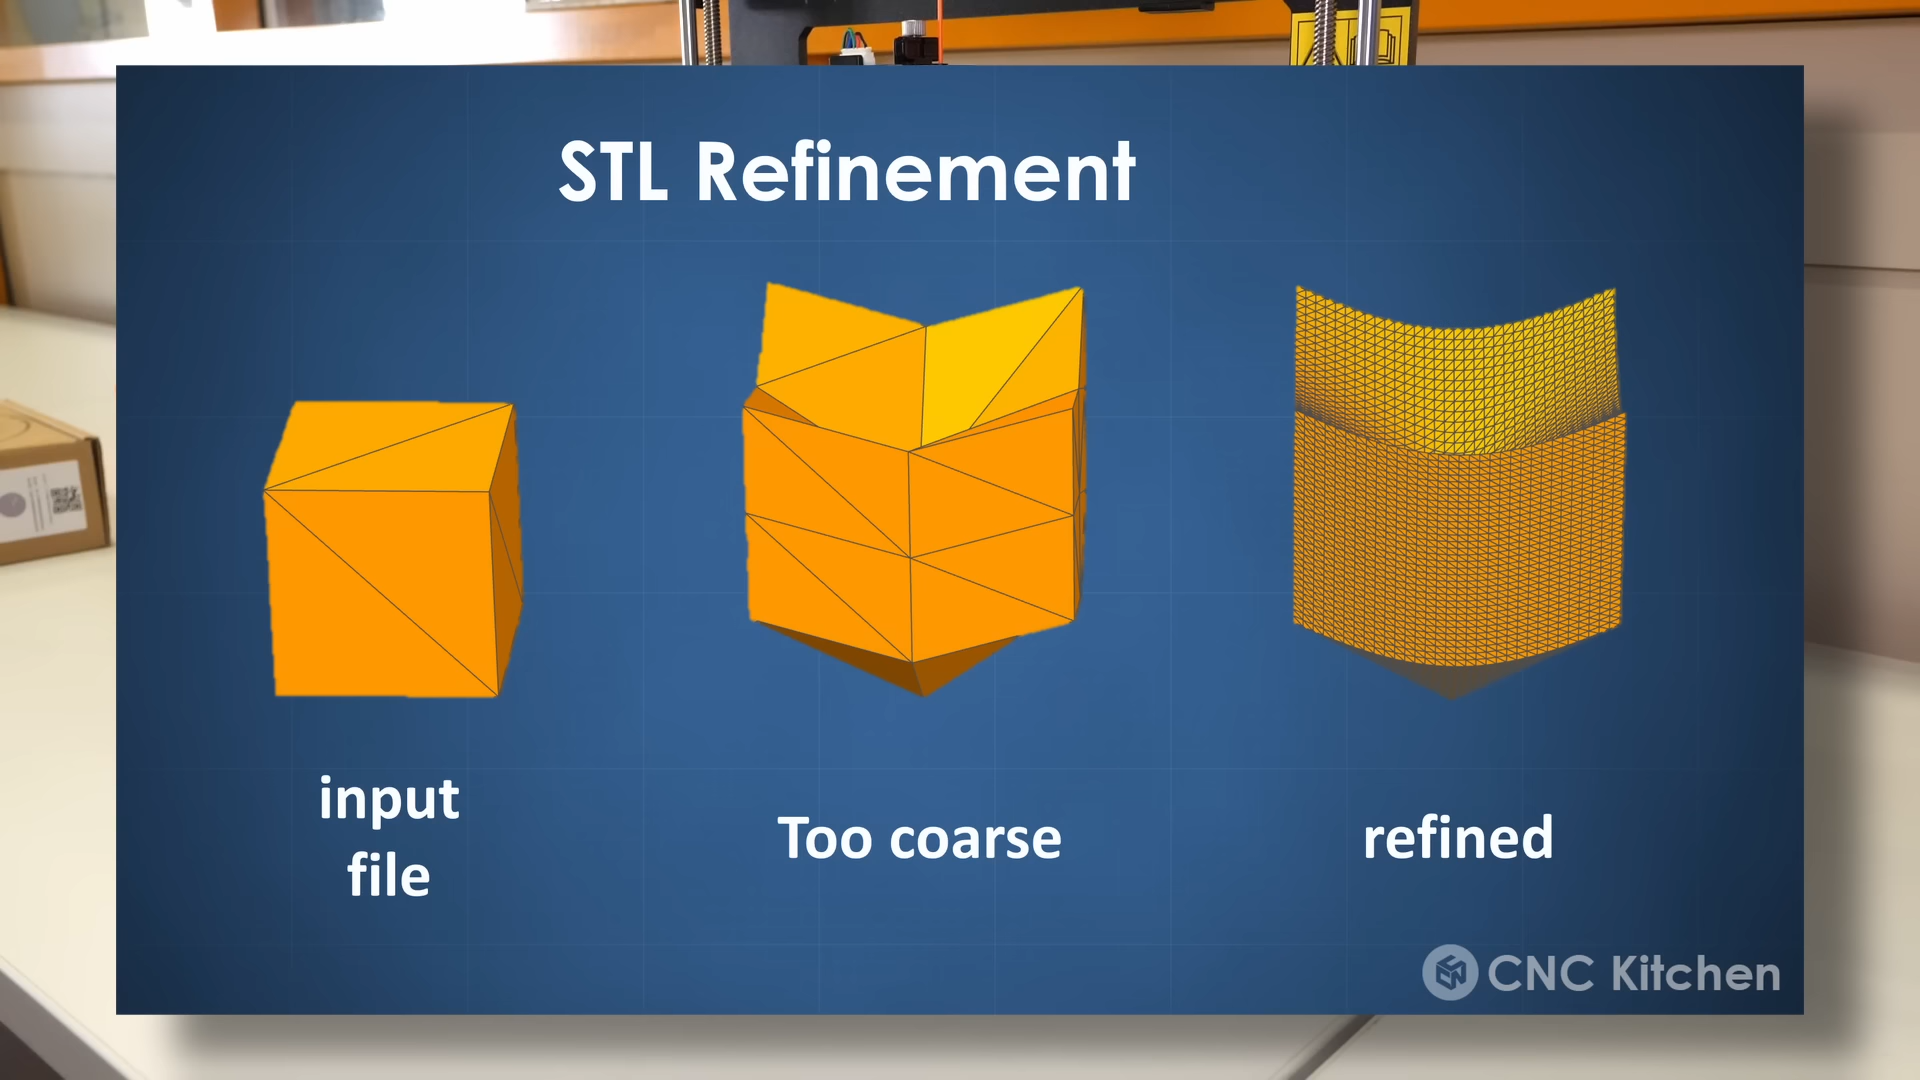 STL Refinement
input
file
Too coarse
refined
CNC Kitchen